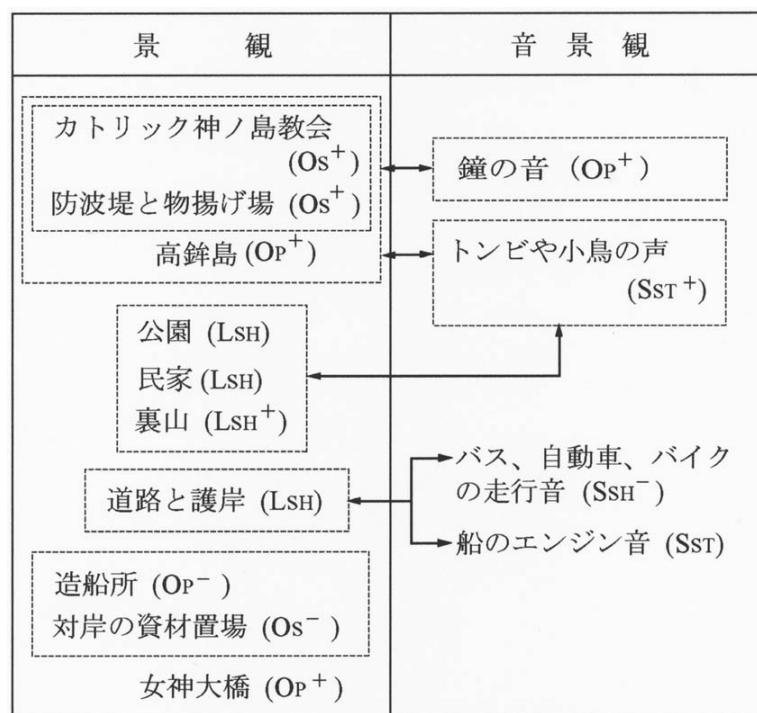 景 観
音 景 観
カトリック神ノ島教会
(Os⁺)
防波堤と物揚げ場 (Os⁺)
高鉾島 (OP⁺)
公園 (LSH)
民家 (LSH)
裏山 (LSH⁺)
道路と護岸 (LSH)
造船所 (OP⁻)
対岸の資材置場 (Os⁻)
女神大橋 (OP⁺)
鐘の音 (OP⁺)
トンビや小鳥の声
(SST⁺)
バス、自動車、バイク
の走行音 (SSH⁻)
船のエンジン音 (SST)